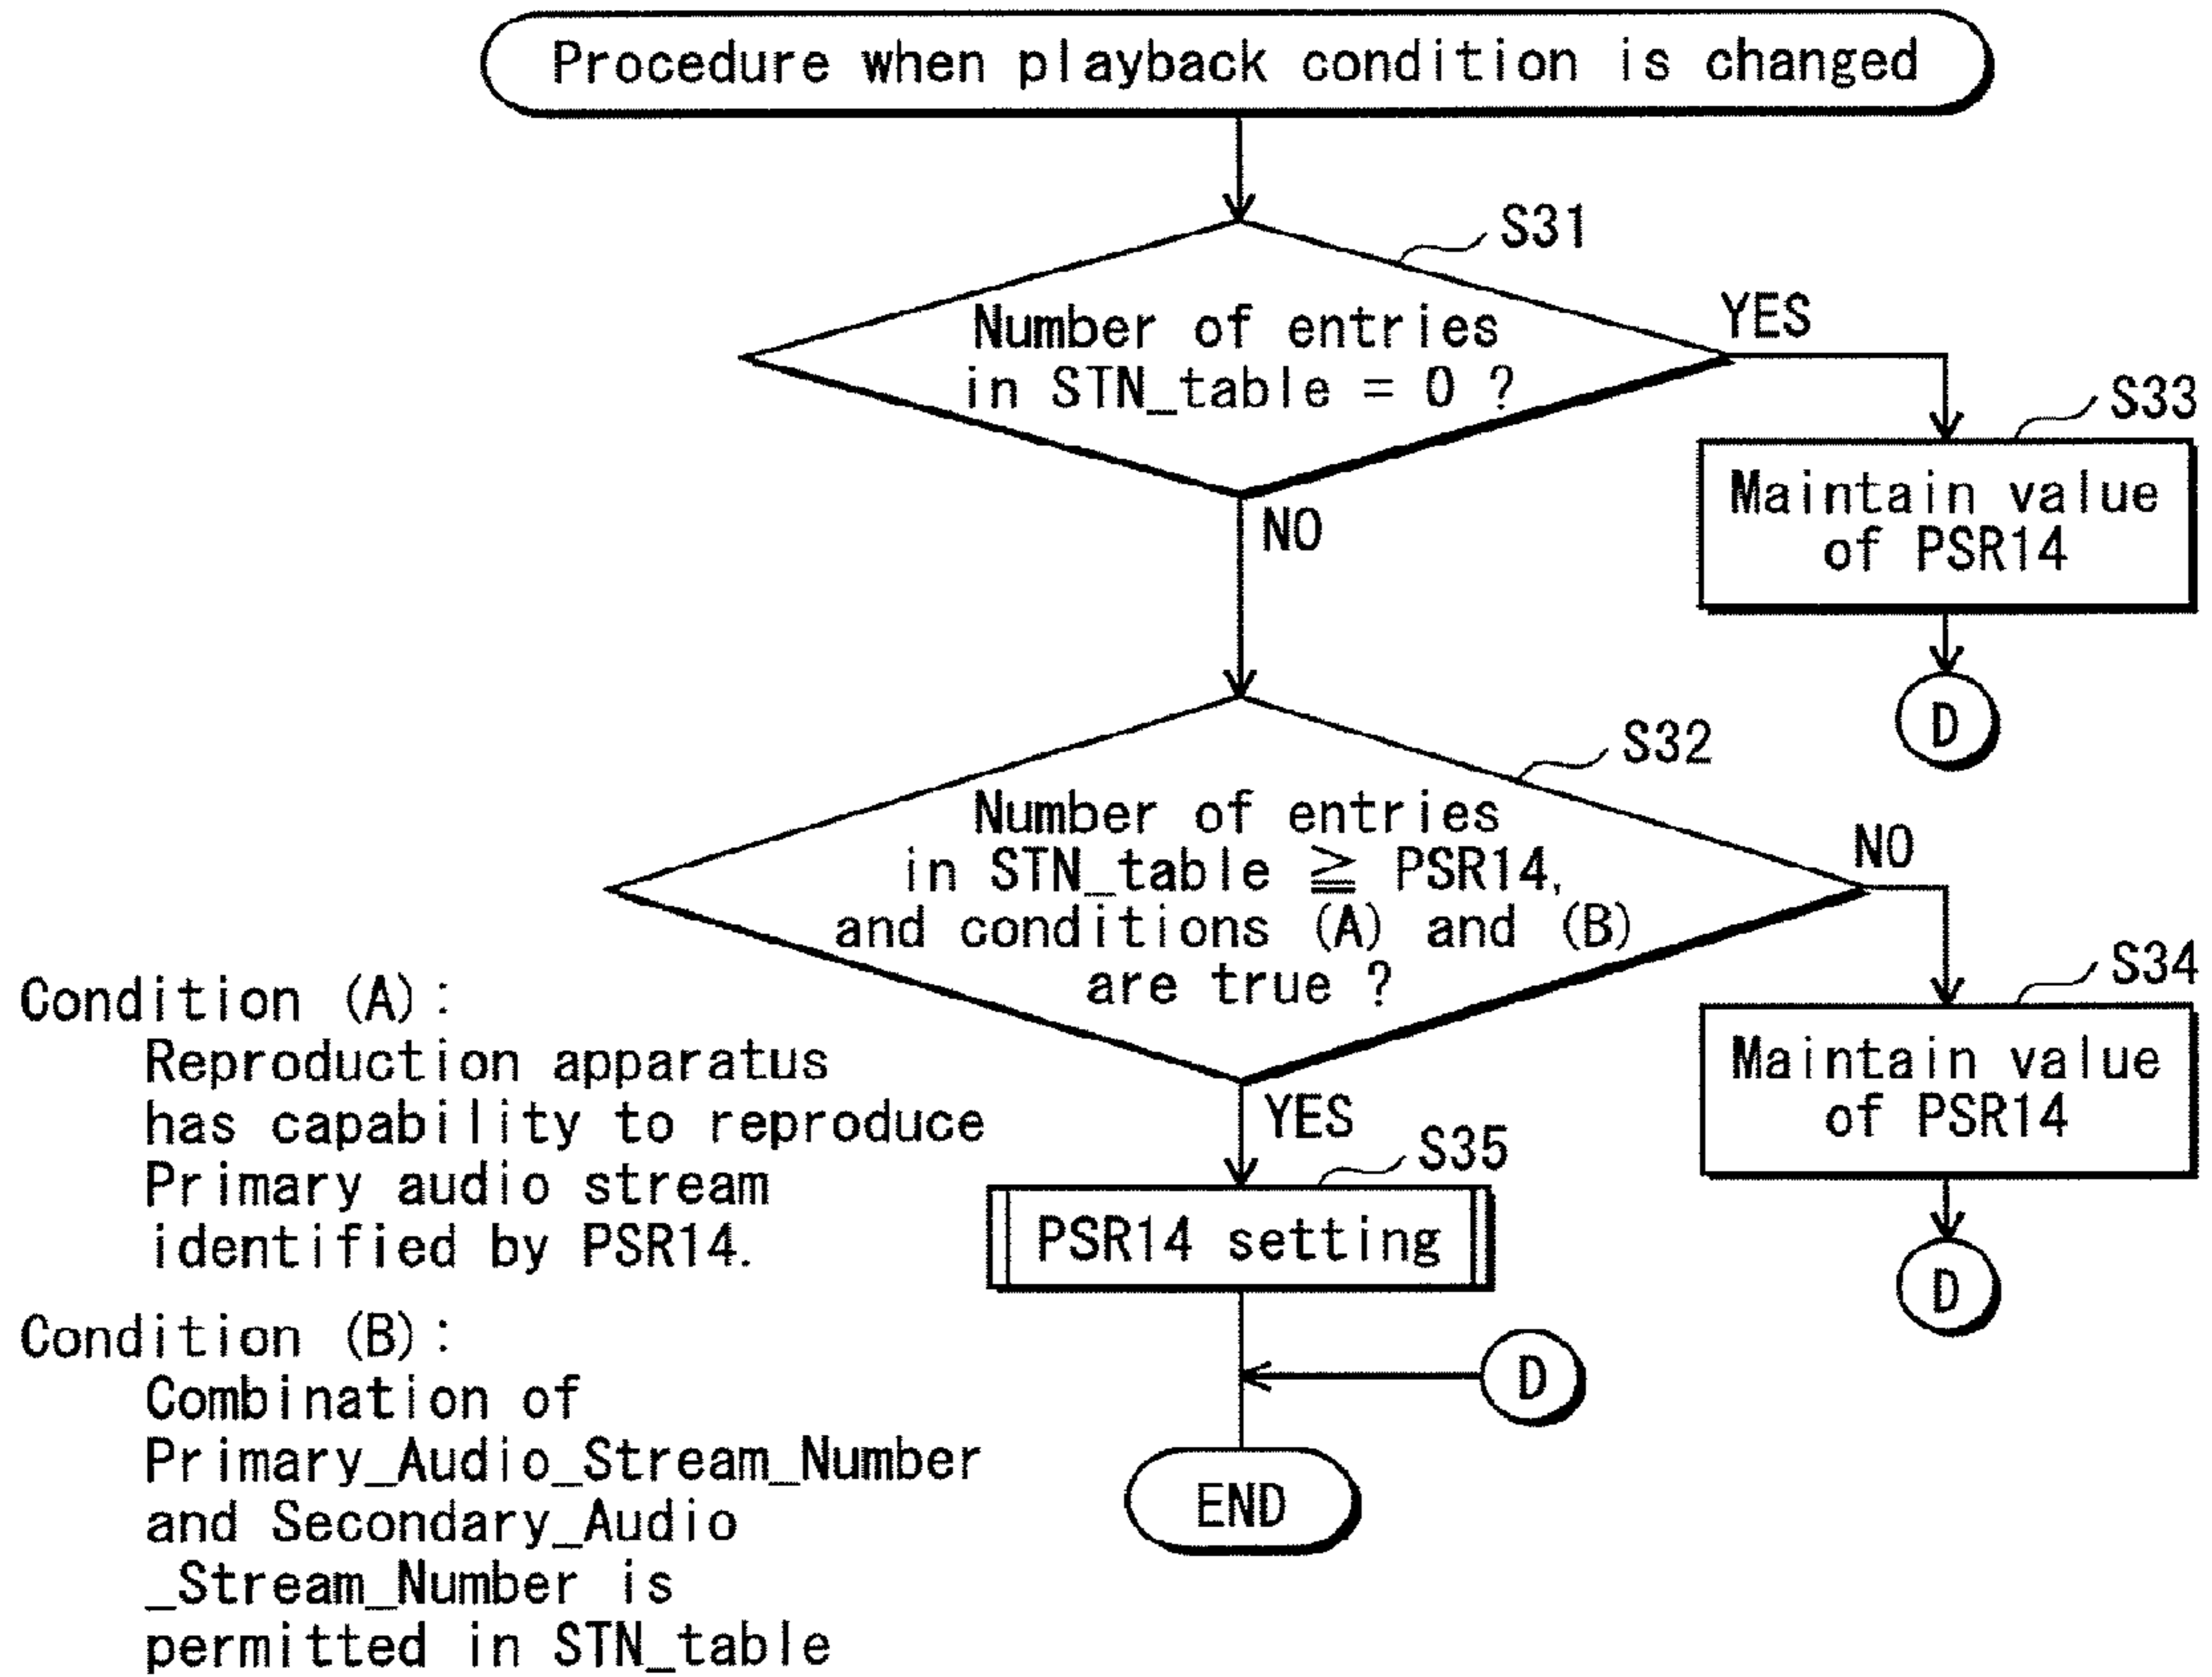 Procedure when playback condition is changed
S31
Number of entries
in STN_table = 0 ?
YES
S33
Maintain value
of PSR14
D
NO
S32
Number of entries
in STN_table ≧ PSR14,
and conditions (A) and (B)
are true ?
NO
S34
Maintain value
of PSR14
D
YES
S35
PSR14 setting
D
END
Condition (A):
Reproduction apparatus
has capability to reproduce
Primary audio stream
identified by PSR14.
Condition (B):
Combination of
Primary_Audio_Stream_Number
and Secondary_Audio
_Stream_Number is
permitted in STN_table